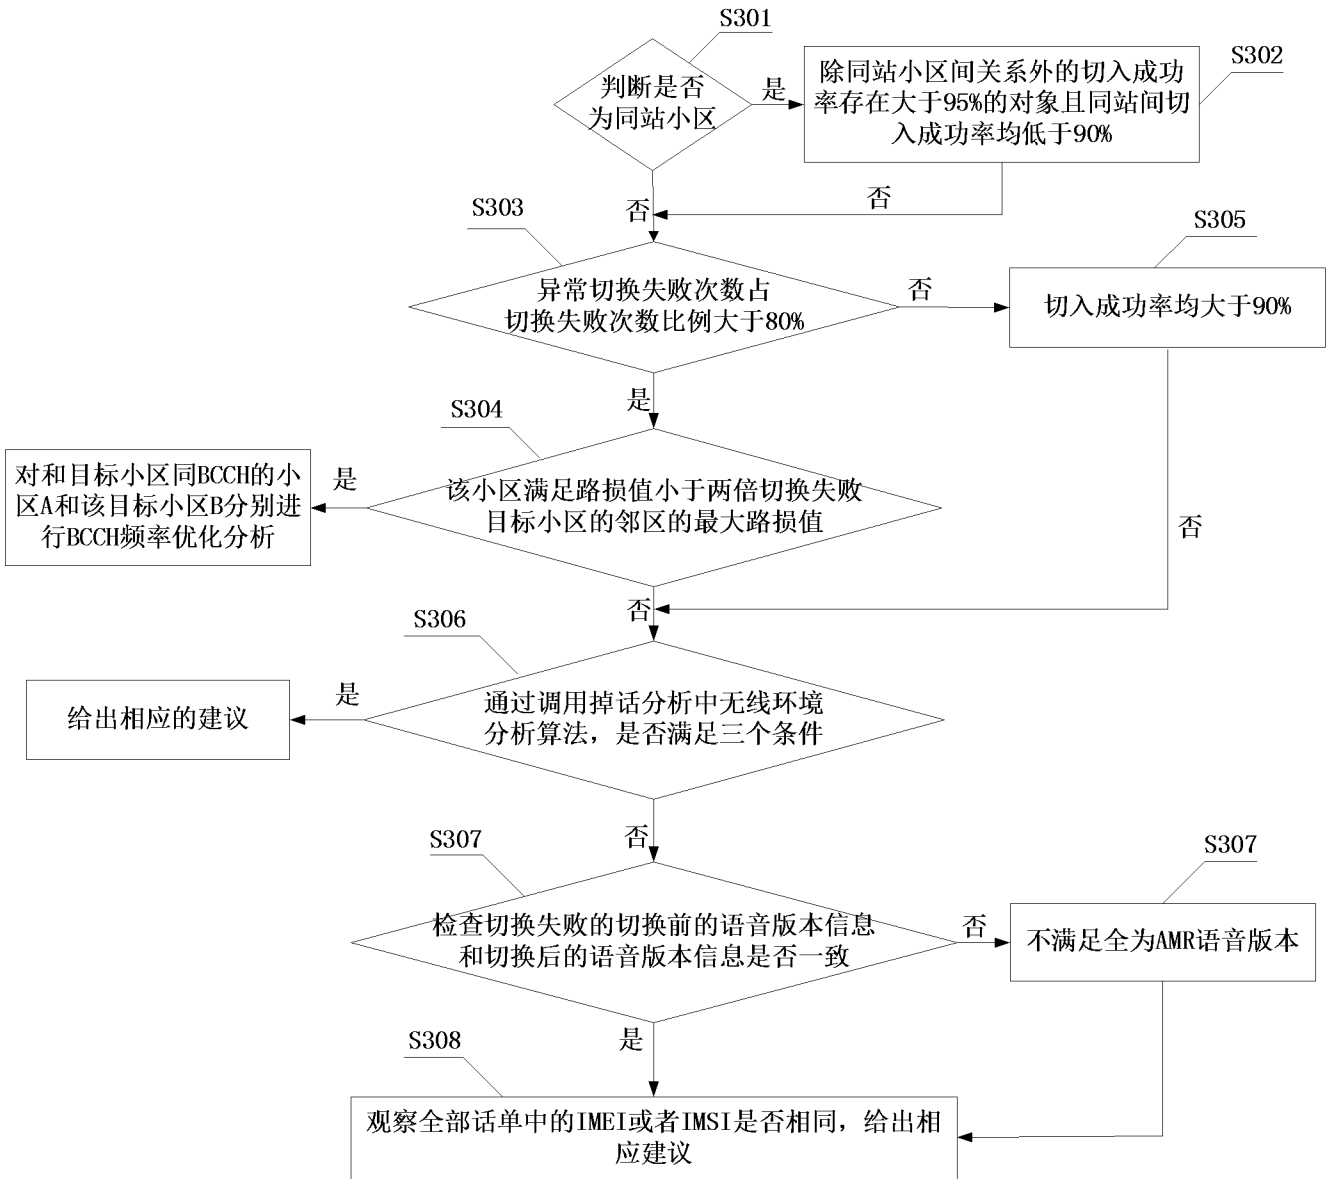 S301
判断是否
为同站小区
是
S302
除同站小区间关系外的切入成功
率存在大于95%的对象且同站间切
入成功率均低于90%
否
否
S303
异常切换失败次数占
切换失败次数比例大于80%
否
S305
切入成功率均大于90%
是
S304
该小区满足路损值小于两倍切换失败
目标小区的邻区的最大路损值
是
对和目标小区同BCCH的小
区A和该目标小区B分别进
行BCCH频率优化分析
否
否
S306
通过调用掉话分析中无线环境
分析算法，是否满足三个条件
是
给出相应的建议
否
S307
检查切换失败的切换前的语音版本信息
和切换后的语音版本信息是否一致
否
S307
不满足全为AMR语音版本
是
S308
观察全部话单中的IMEI或者IMSI是否相同，给出相
应建议